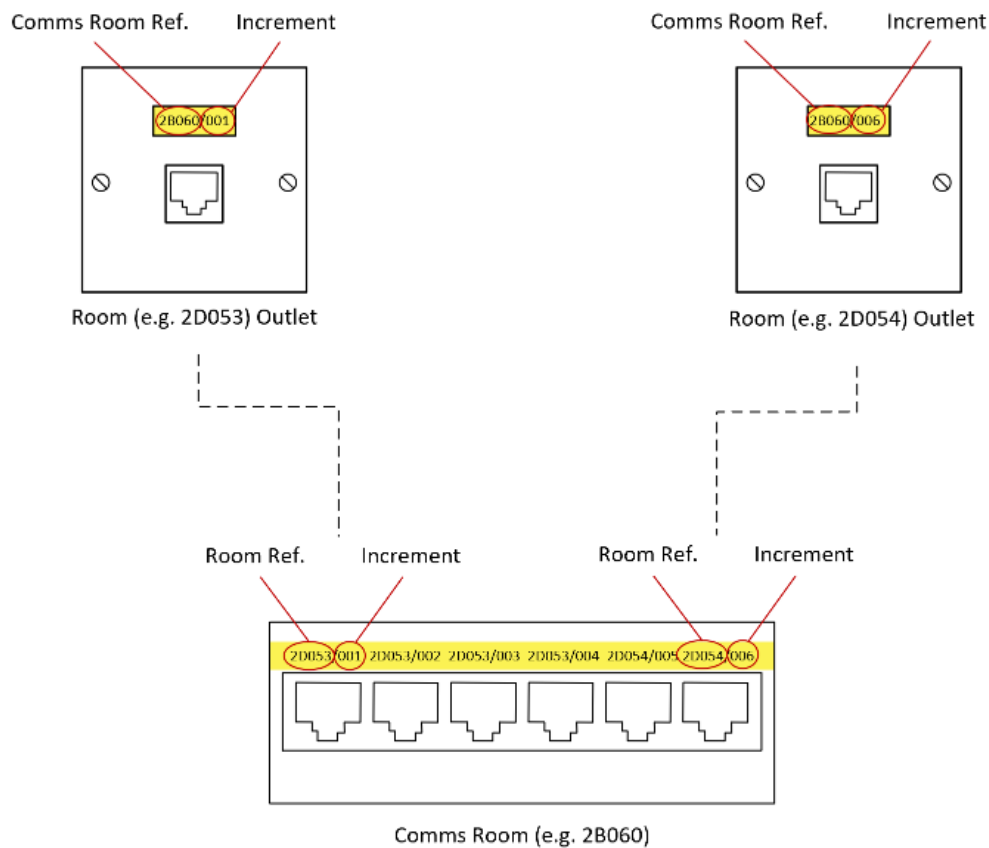 Comms Room Ref. Increment
Comms Room Ref. Increment
2B060/001
2B060/006
Room (e.g. 2D053) Outlet
Room (e.g. 2D054) Outlet
Room Ref. Increment
Room Ref. Increment
2D053/001 2D053/002 2D053/003 2D053/004 2D054/005 2D054/006
Comms Room (e.g. 2B060)